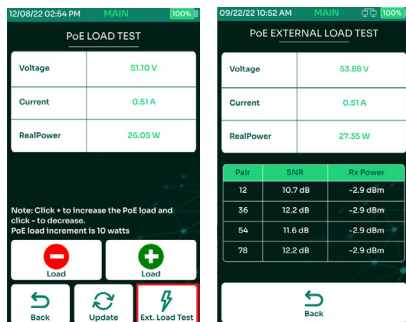 12/08/22 02:54 PM MAIN 100%
PoE LOAD TEST
Voltage 51.10 V
Current 0.51 A
RealPower 26.05 W
Note: Click + to increase the PoE load and
click - to decrease.
PoE load increment is 10 watts
Load Load
Back Update Ext. Load Test
09/22/22 10:52 AM MAIN 100%
PoE EXTERNAL LOAD TEST
Voltage 53.88 V
Current 0.51 A
RealPower 27.35 W
Pair SNR Rx Power
12 10.7 dB -2.9 dBm
36 12.2 dB -2.9 dBm
54 11.6 dB -2.9 dBm
78 12.2 dB -2.9 dBm
Back